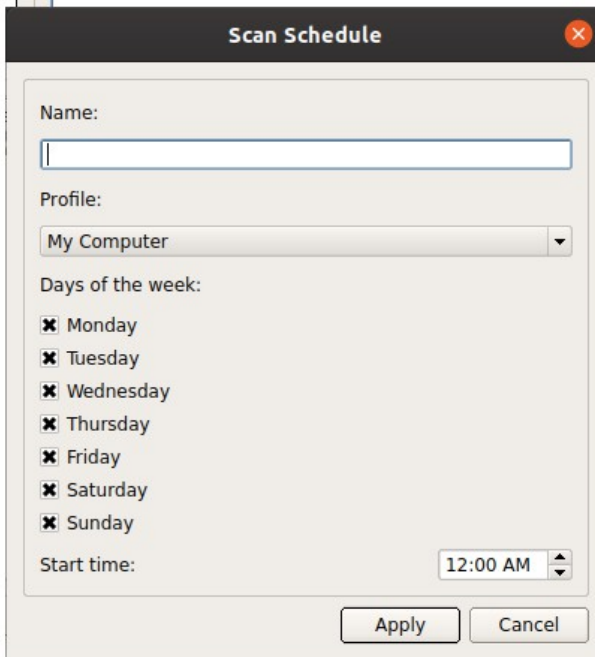 Scan Schedule
Name:
Profile:
My Computer
Days of the week:
Monday
Tuesday
Wednesday
Thursday
Friday
Saturday
Sunday
Start time: 12:00 AM
Apply Cancel